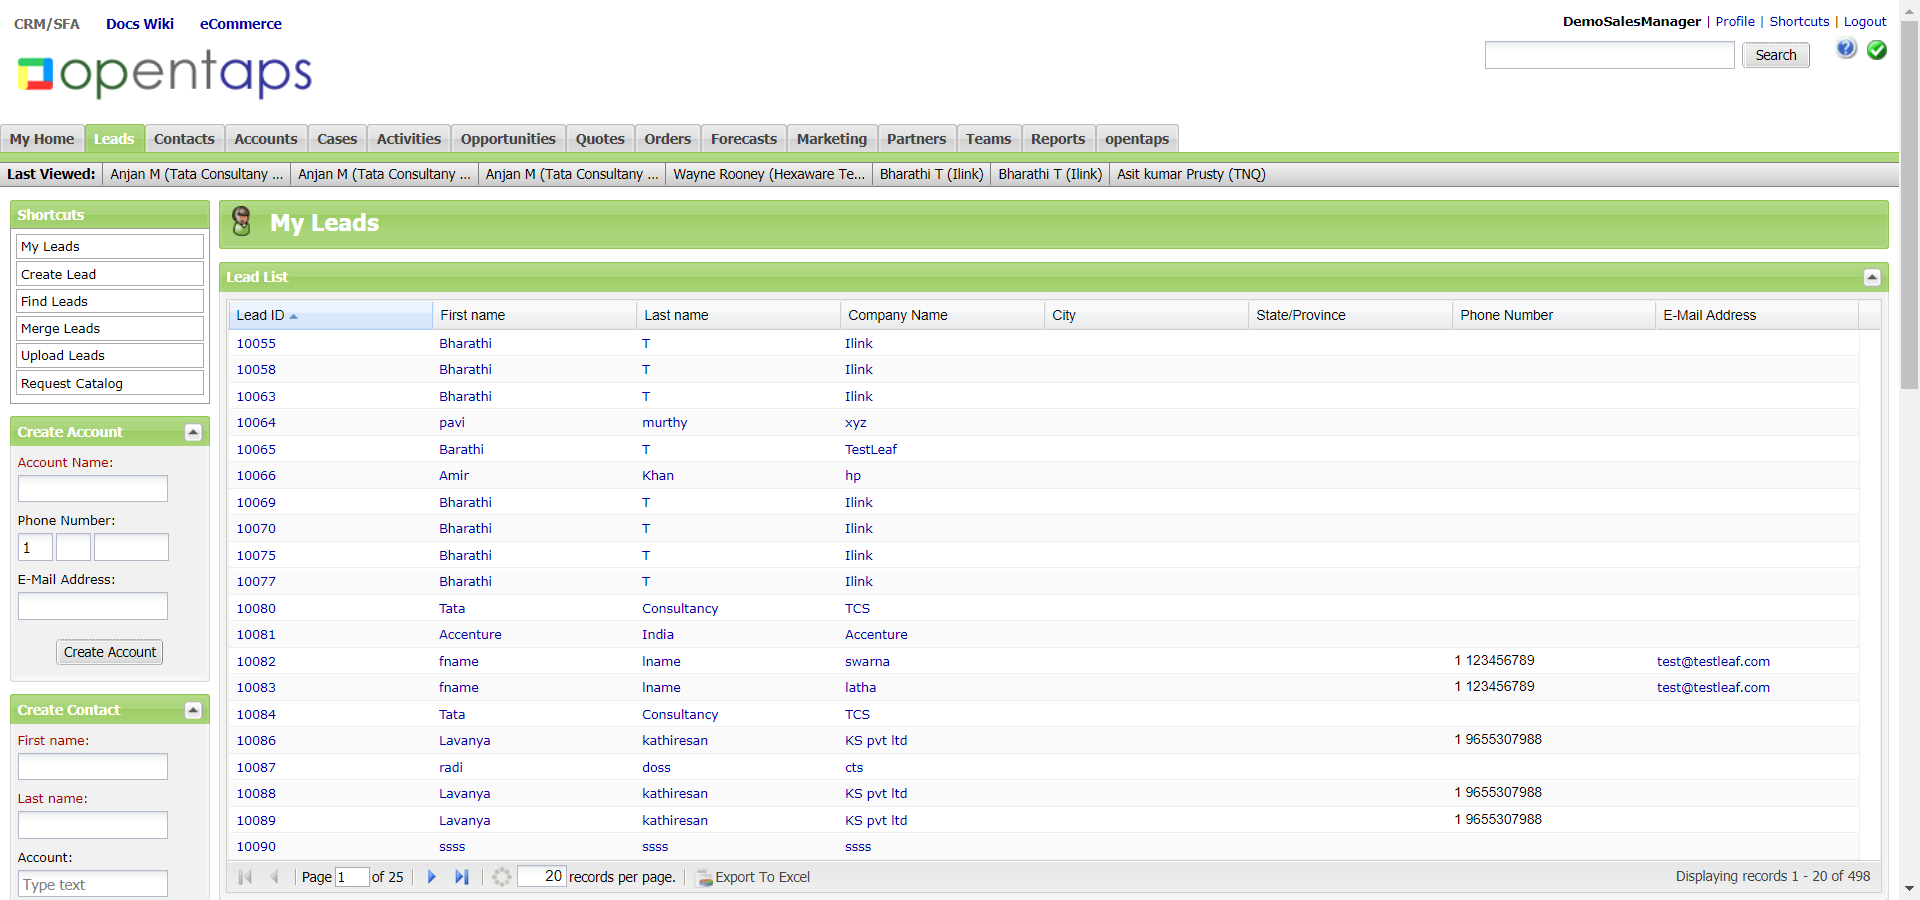 CRM/SFA Docs Wiki eCommerce
DemoSalesManager | Profile | Shortcuts | Logout
Search
opentaps
My Home Leads Contacts Accounts Cases Activities Opportunities Quotes Orders Forecasts Marketing Partners Teams Reports opentaps
Last Viewed: Anjan M (Tata Consultany ... Anjan M (Tata Consultany ... Anjan M (Tata Consultany ... Wayne Rooney (Hexaware Te... Bharathi T (Ilink) Bharathi T (Ilink) Asit kumar Prusty (TNQ)
Shortcuts
My Leads
Create Lead
Find Leads
Merge Leads
Upload Leads
Request Catalog
Create Account
Account Name:
Phone Number:
1
E-Mail Address:
Create Account
Create Contact
First name:
Last name:
Account:
Type text
My Leads
Lead List
Lead ID First name Last name Company Name City State/Province Phone Number E-Mail Address
10055 Bharathi T Ilink
10058 Bharathi T Ilink
10063 Bharathi T Ilink
10064 pavi murthy xyz
10065 Barathi T TestLeaf
10066 Amir Khan hp
10069 Bharathi T Ilink
10070 Bharathi T Ilink
10075 Bharathi T Ilink
10077 Bharathi T Ilink
10080 Tata Consultancy TCS
10081 Accenture India Accenture
10082 fname lname swarna 1 123456789 test@testleaf.com
10083 fname lname latha 1 123456789 test@testleaf.com
10084 Tata Consultancy TCS
10086 Lavanya kathiresan KS pvt ltd 1 9655307988
10087 radi doss cts
10088 Lavanya kathiresan KS pvt ltd 1 9655307988
10089 Lavanya kathiresan KS pvt ltd 1 9655307988
10090 ssss ssss ssss
Page 1 of 25 20 records per page. Export To Excel Displaying records 1 - 20 of 498